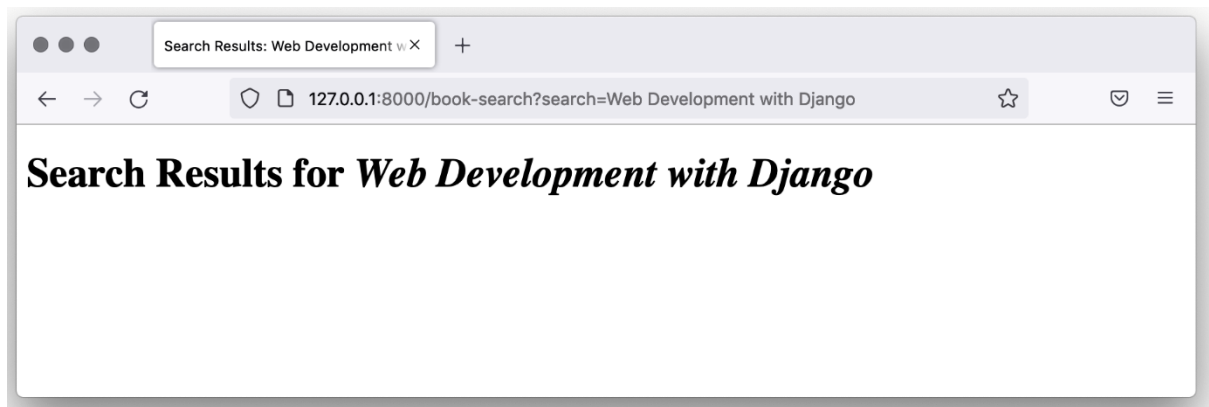 Search Results: Web Development w
127.0.0.1:8000/book-search?search=Web Development with Django
Search Results for Web Development with Django